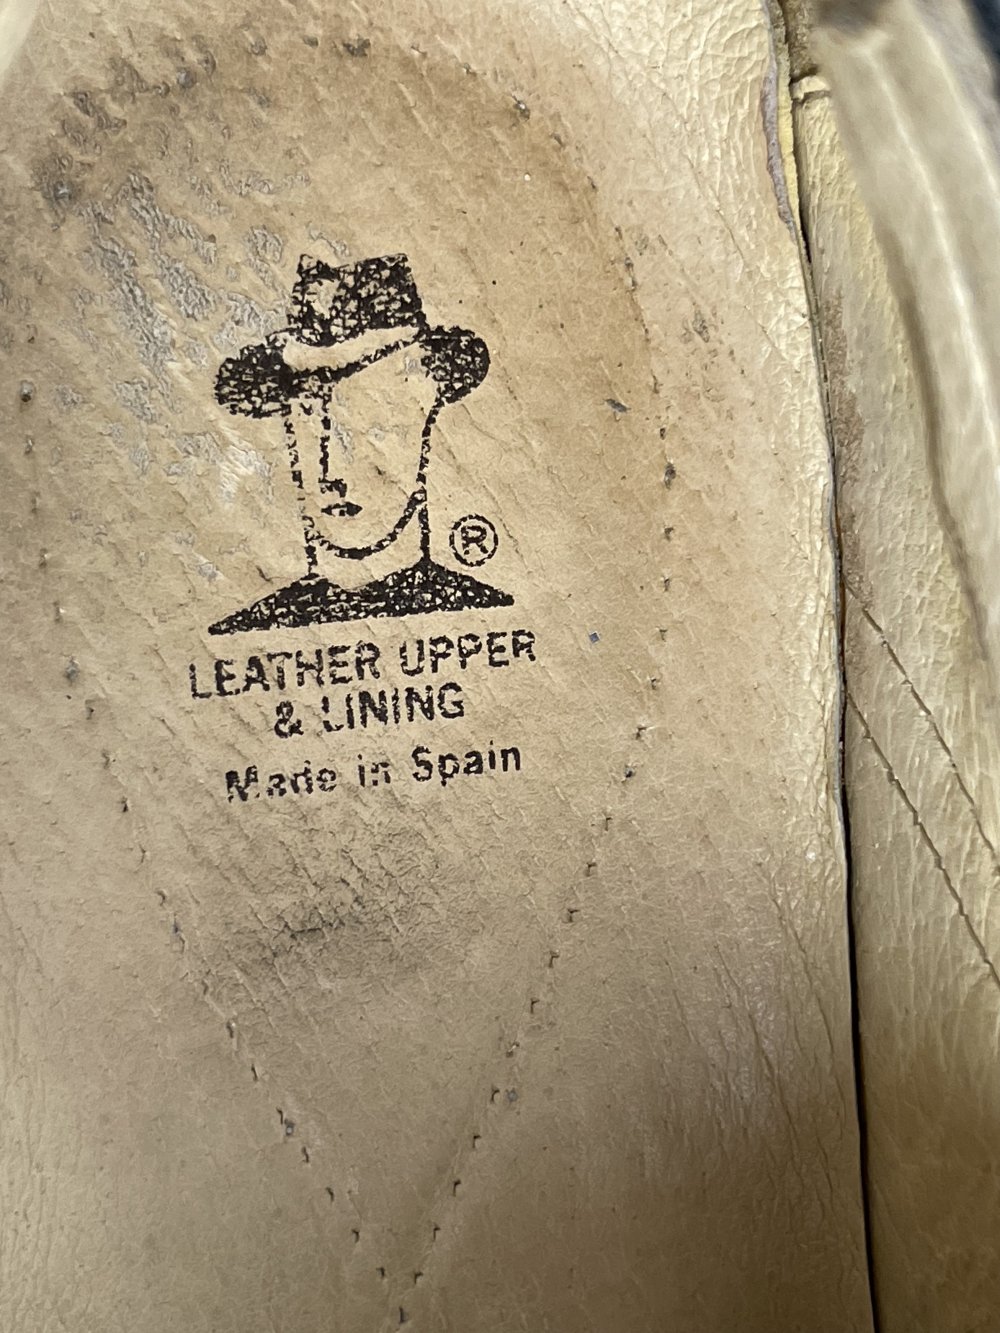 ®
LEATHER UPPER
& LINING
Made in Spain